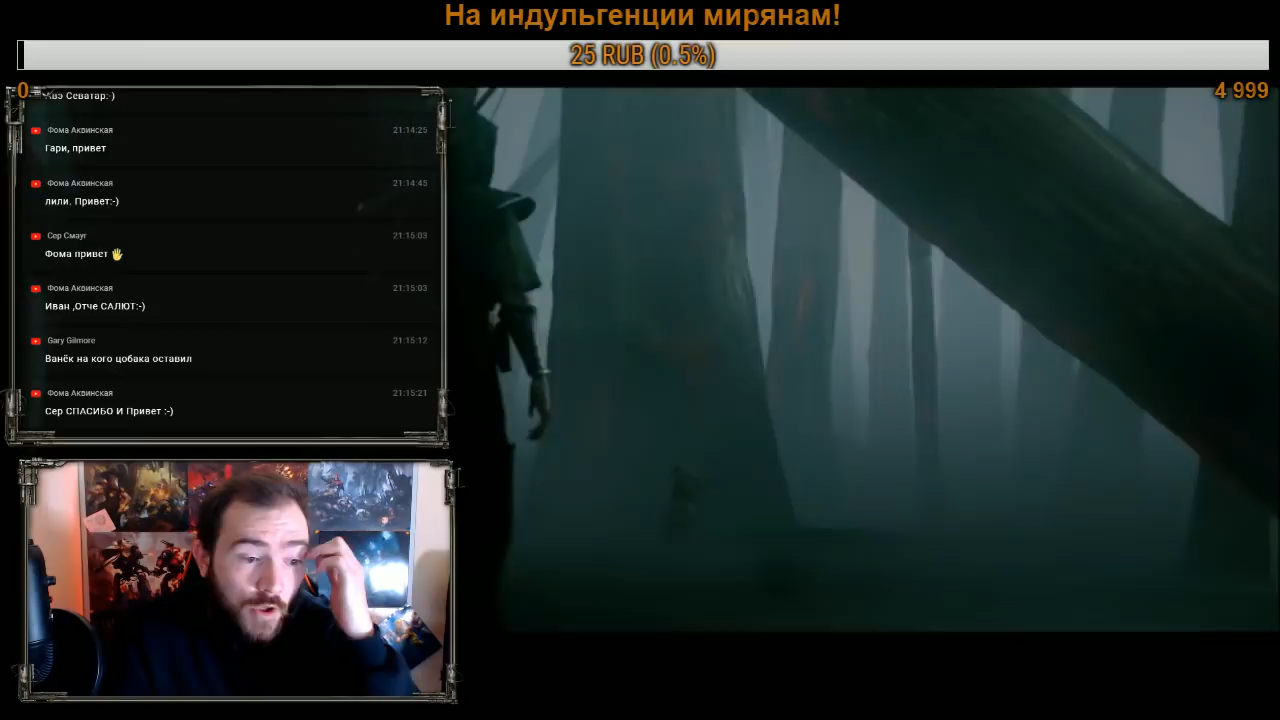 На индульгенции мирянам!
25 RUB (0.5%)
0
4 999
Севатар:-)
Фома Аквинская 21:14:25
Гари, привет
Фома Аквинская 21:14:45
лили. Привет:-)
Сер Смауг 21:15:03
Фома привет 🖐
Фома Аквинская 21:15:03
Иван ,Отче САЛЮТ:-)
Gary Gilmore 21:15:12
Ванёк на кого цобака оставил
Фома Аквинская 21:15:21
Сер СПАСИБО И Привет :-)